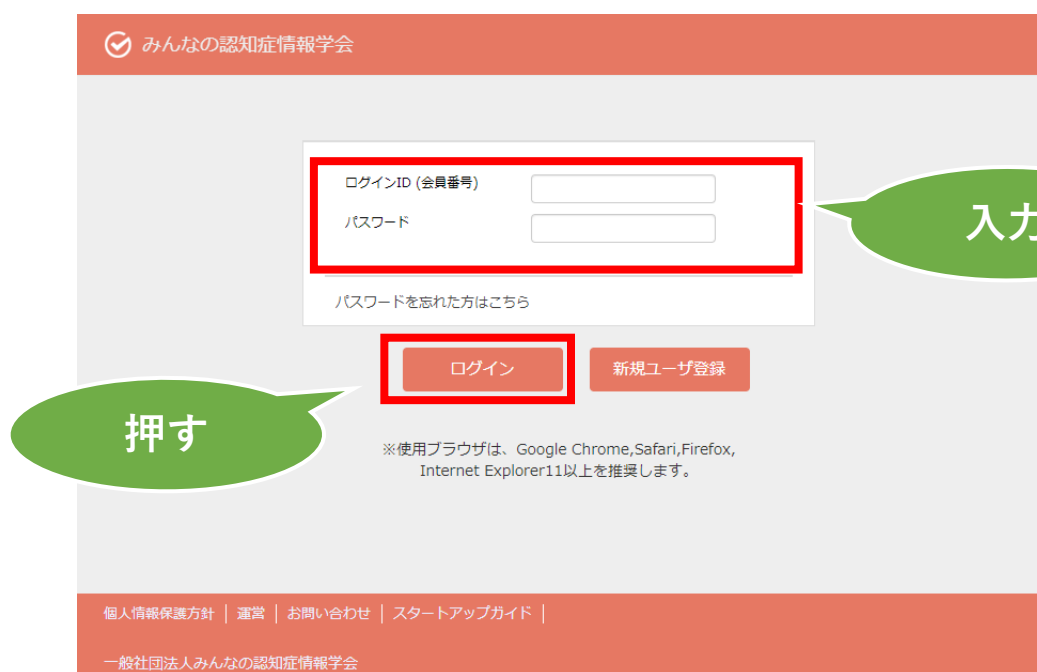 みんなの認知症情報学会
ログインID (会員番号)
パスワード
入力
パスワードを忘れた方はこちら
ログイン
新規ユーザ登録
押す
※使用ブラウザは、Google Chrome,Safari,Firefox,
Internet Explorer11以上を推奨します。
個人情報保護方針 | 運営 | お問い合わせ | スタートアップガイド |
一般社団法人みんなの認知症情報学会